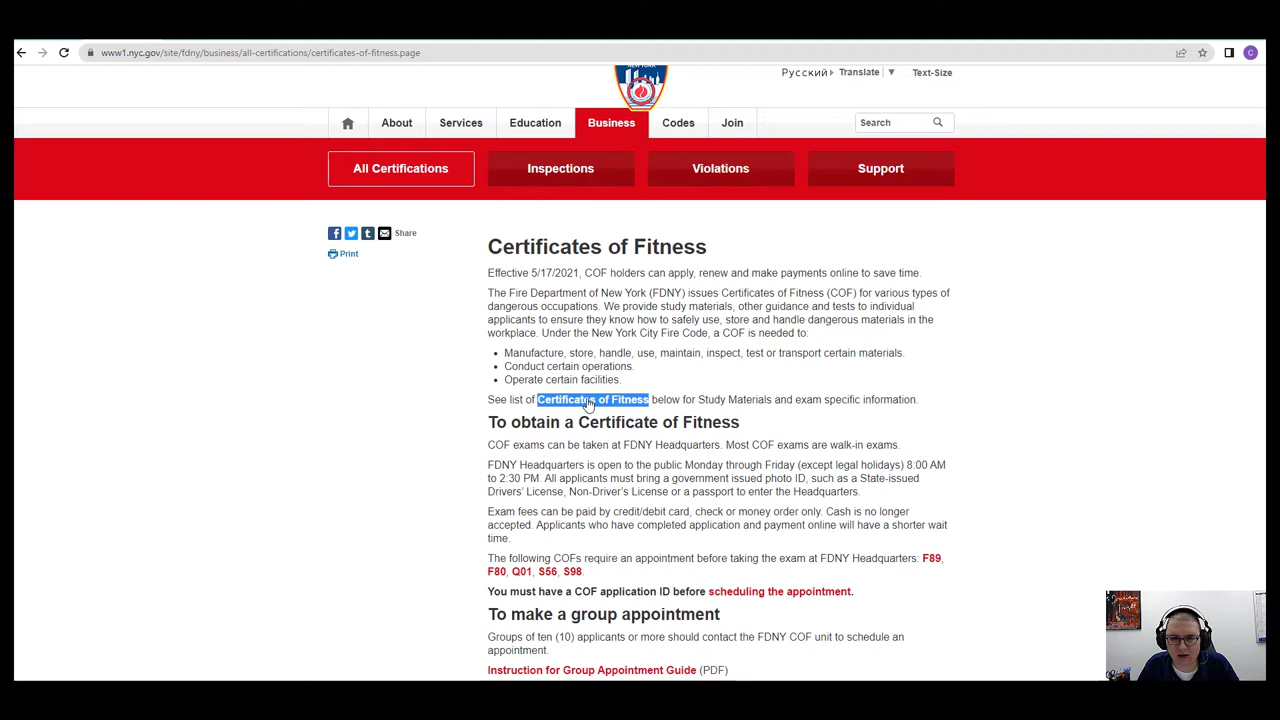 www1.nyc.gov/site/fdny/business/all-certifications/certificates-of-fitness.page
C
NEW YORK
Русский
Translate
▼
Text-Size
About
Services
Education
Business
Codes
Join
Search
All Certifications
Inspections
Violations
Support
Share
Print
Certificates of Fitness
Effective 5/17/2021, COF holders can apply, renew and make payments online to save time.
The Fire Department of New York (FDNY) issues Certificates of Fitness (COF) for various types of
dangerous occupations. We provide study materials, other guidance and tests to individual
applicants to ensure they know how to safely use, store and handle dangerous materials in the
workplace. Under the New York City Fire Code, a COF is needed to:
• Manufacture, store, handle, use, maintain, inspect, test or transport certain materials.
• Conduct certain operations.
• Operate certain facilities.
See list of Certificates of Fitness below for Study Materials and exam specific information.
To obtain a Certificate of Fitness
COF exams can be taken at FDNY Headquarters. Most COF exams are walk-in exams.
FDNY Headquarters is open to the public Monday through Friday (except legal holidays) 8:00 AM
to 2:30 PM. All applicants must bring a government issued photo ID, such as a State-issued
Drivers' License, Non-Driver's License or a passport to enter the Headquarters.
Exam fees can be paid by credit/debit card, check or money order only. Cash is no longer
accepted. Applicants who have completed application and payment online will have a shorter wait
time.
The following COFs require an appointment before taking the exam at FDNY Headquarters: F89,
F80, Q01, S56, S98.
You must have a COF application ID before scheduling the appointment.
To make a group appointment
Groups of ten (10) applicants or more should contact the FDNY COF unit to schedule an
appointment.
Instruction for Group Appointment Guide (PDF)